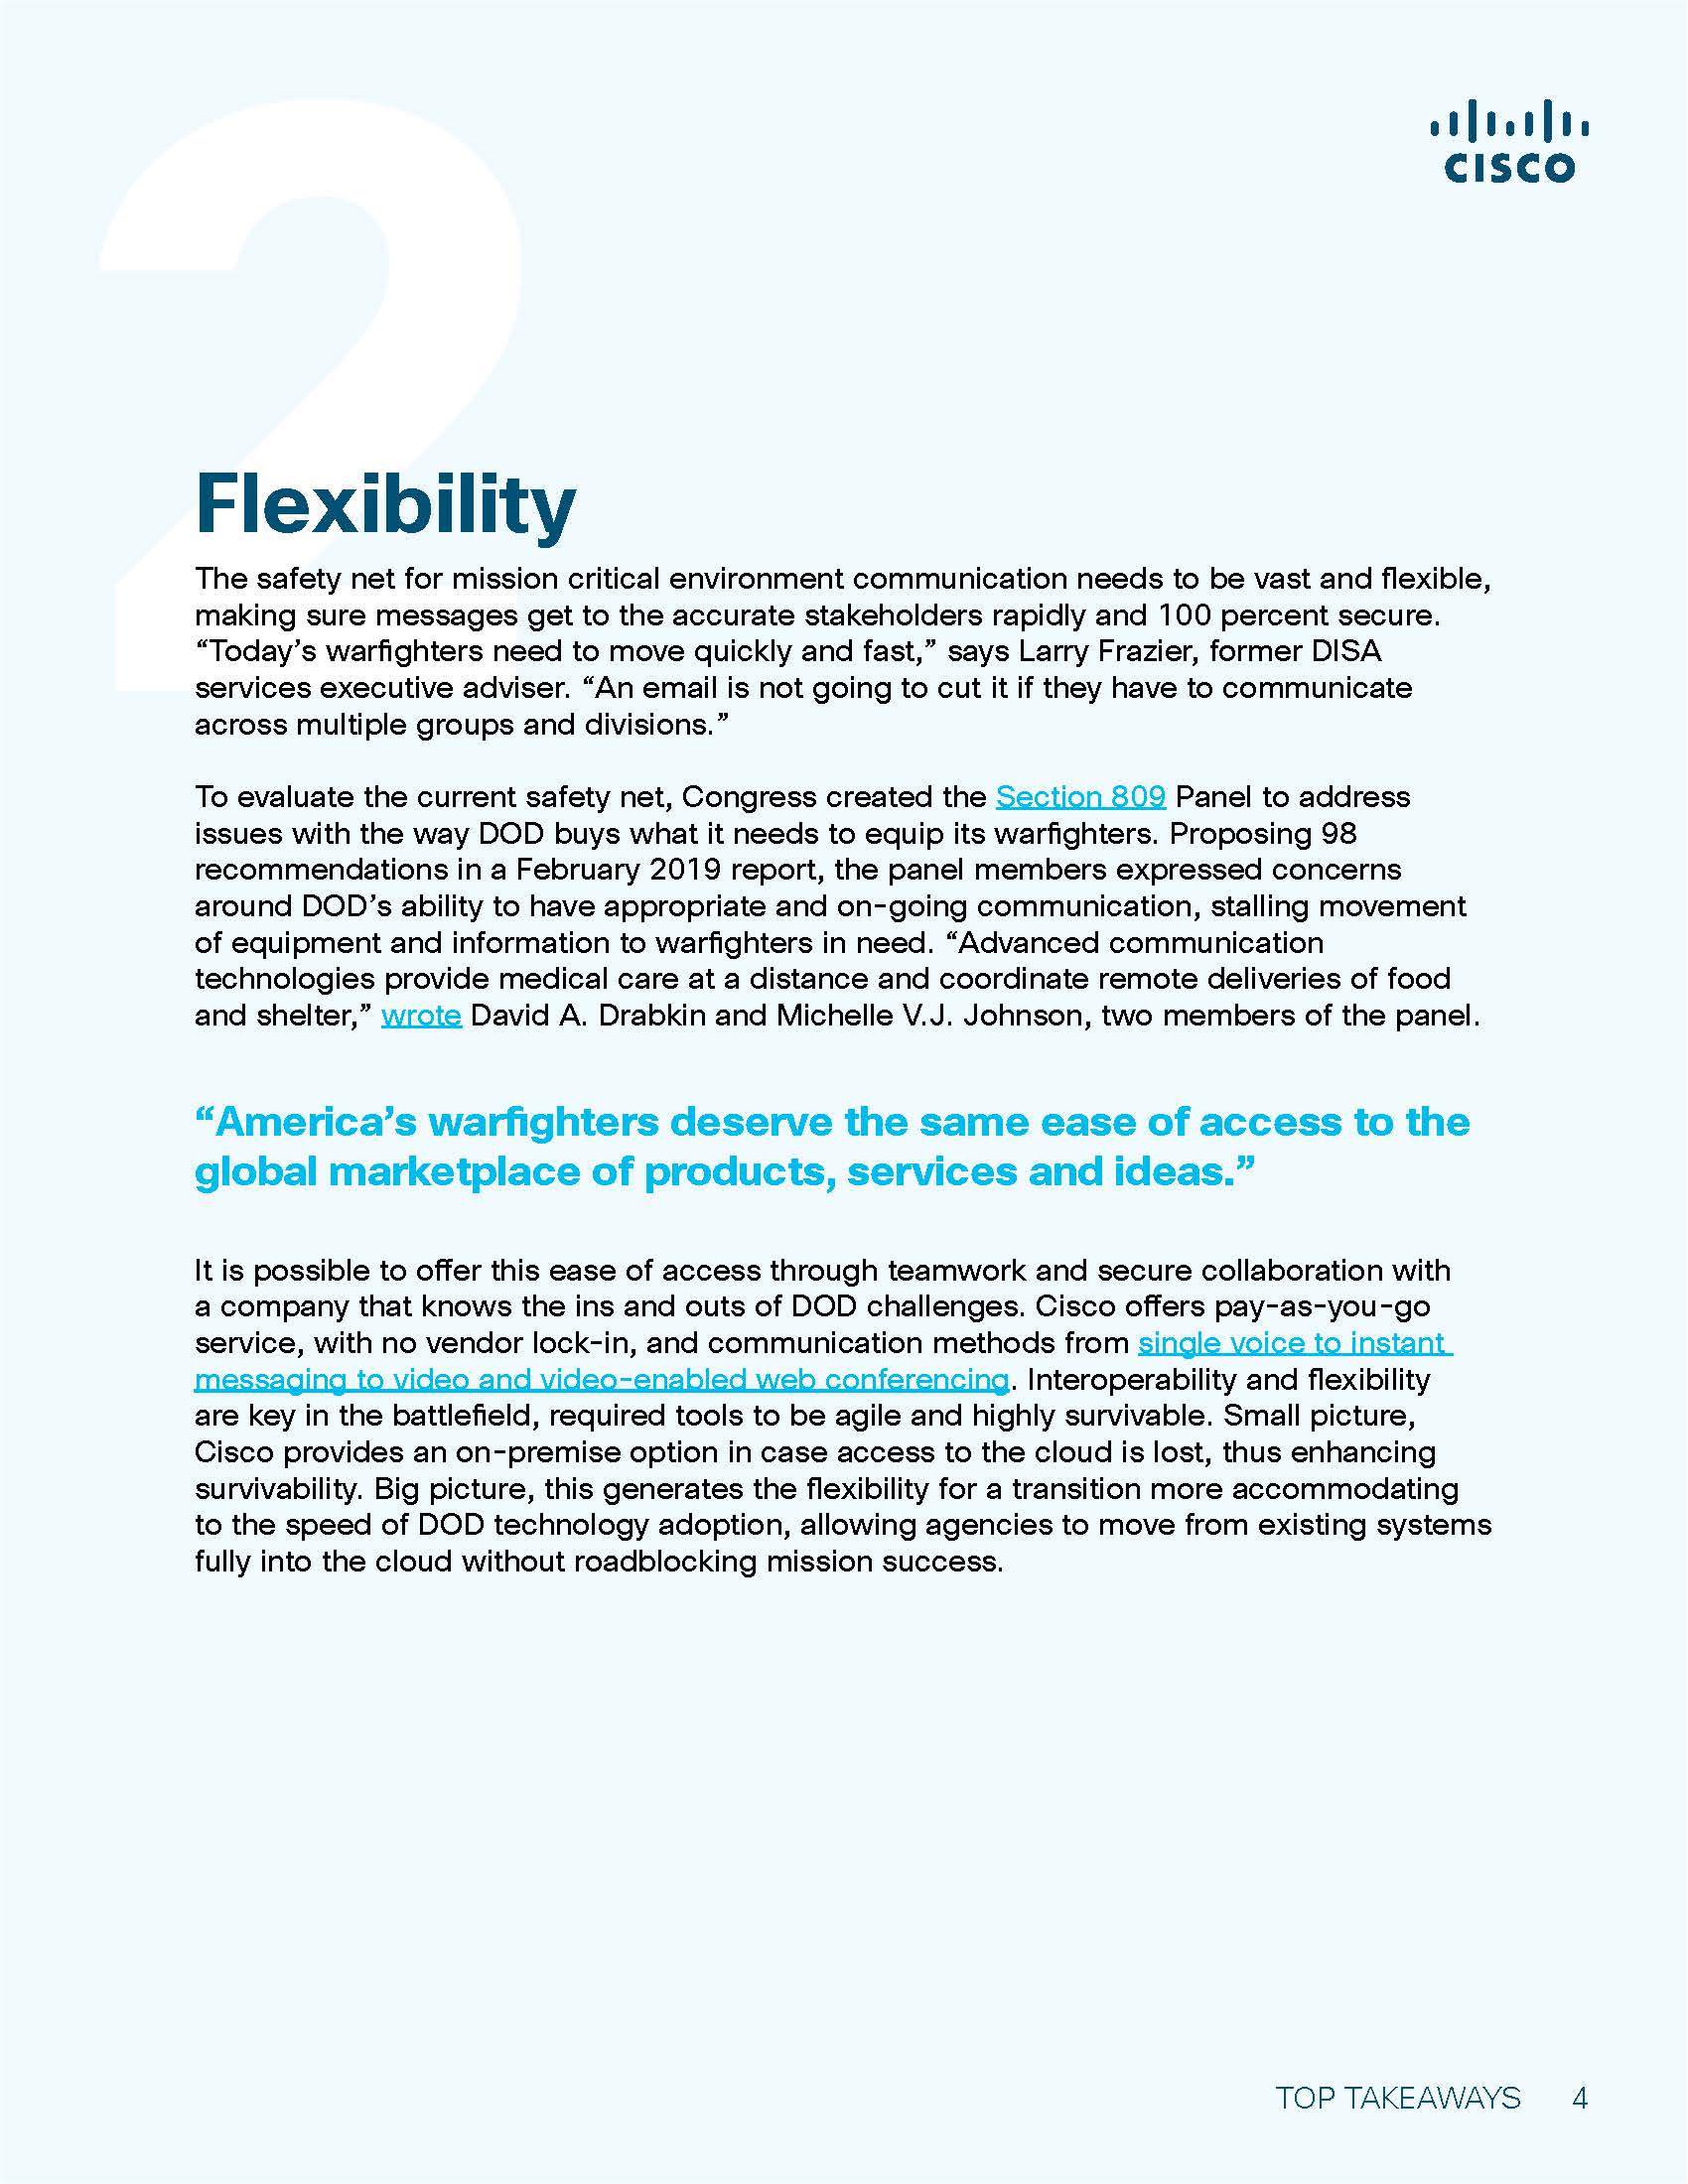 2
CISCO
Flexibility
The safety net for mission critical environment communication needs to be vast and flexible,
making sure messages get to the accurate stakeholders rapidly and 100 percent secure.
“Today’s warfighters need to move quickly and fast,” says Larry Frazier, former DISA
services executive adviser. “An email is not going to cut it if they have to communicate
across multiple groups and divisions.”
To evaluate the current safety net, Congress created the Section 809 Panel to address
issues with the way DOD buys what it needs to equip its warfighters. Proposing 98
recommendations in a February 2019 report, the panel members expressed concerns
around DOD’s ability to have appropriate and on-going communication, stalling movement
of equipment and information to warfighters in need. “Advanced communication
technologies provide medical care at a distance and coordinate remote deliveries of food
and shelter,” wrote David A. Drabkin and Michelle V.J. Johnson, two members of the panel.
“America’s warfighters deserve the same ease of access to the
global marketplace of products, services and ideas.”
It is possible to offer this ease of access through teamwork and secure collaboration with
a company that knows the ins and outs of DOD challenges. Cisco offers pay-as-you-go
service, with no vendor lock-in, and communication methods from single voice to instant
messaging to video and video-enabled web conferencing. Interoperability and flexibility
are key in the battlefield, required tools to be agile and highly survivable. Small picture,
Cisco provides an on-premise option in case access to the cloud is lost, thus enhancing
survivability. Big picture, this generates the flexibility for a transition more accommodating
to the speed of DOD technology adoption, allowing agencies to move from existing systems
fully into the cloud without roadblocking mission success.
TOP TAKEAWAYS 4